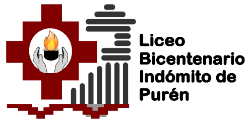 Liceo
Bicentenario
Indómito de
Purén